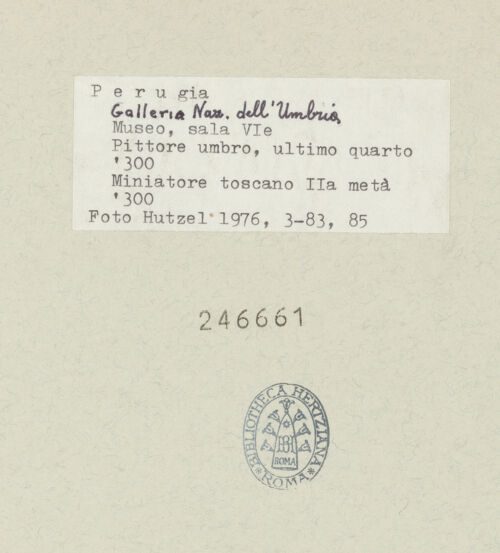 P e r u gia
Galleria Naz. dell'Umbria
Museo, sala VIe
Pittore umbro, ultimo quarto
'300
Miniatore toscano IIa metà
'300
Foto Hutzel 1976, 3-83, 85
246661
BIBLIOTHECA HERTZIANA
ROMA
* ROMA *